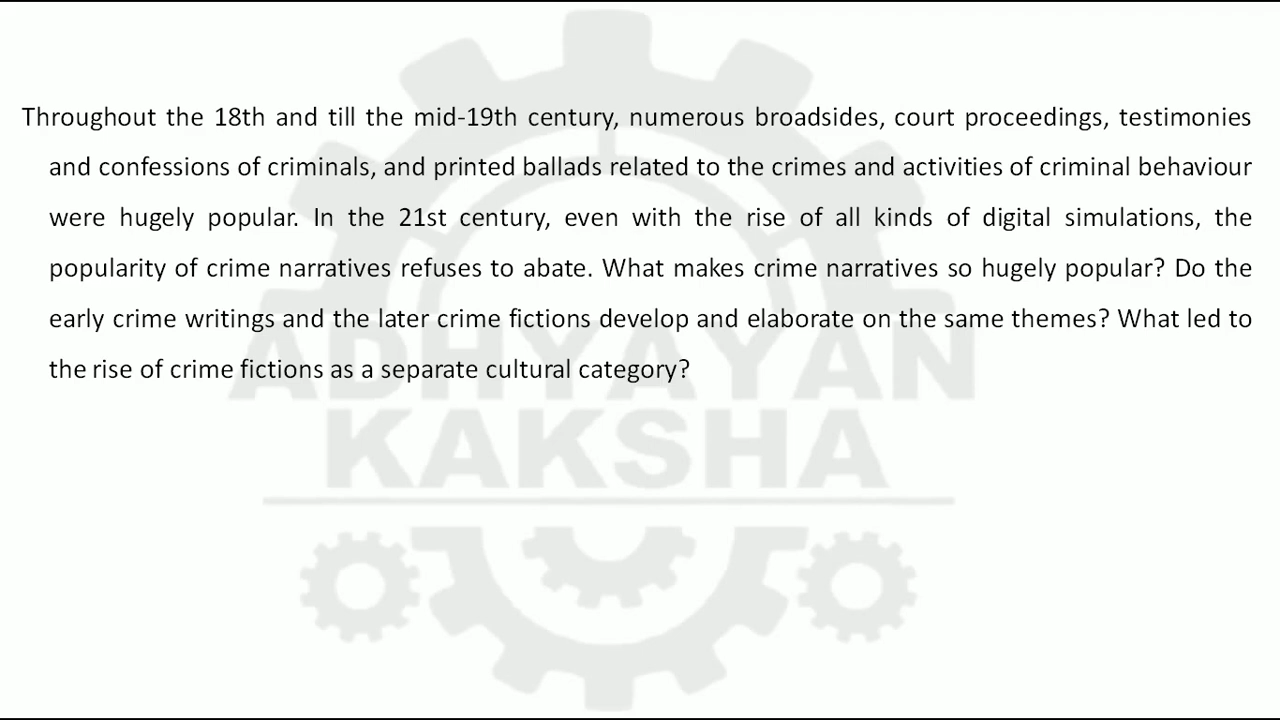 Throughout the 18th and till the mid-19th century, numerous broadsides, court proceedings, testimonies
and confessions of criminals, and printed ballads related to the crimes and activities of criminal behaviour
were hugely popular. In the 21st century, even with the rise of all kinds of digital simulations, the
popularity of crime narratives refuses to abate. What makes crime narratives so hugely popular? Do the
early crime writings and the later crime fictions develop and elaborate on the same themes? What led to
the rise of crime fictions as a separate cultural category?
ADHYAYAN
KAKSHA